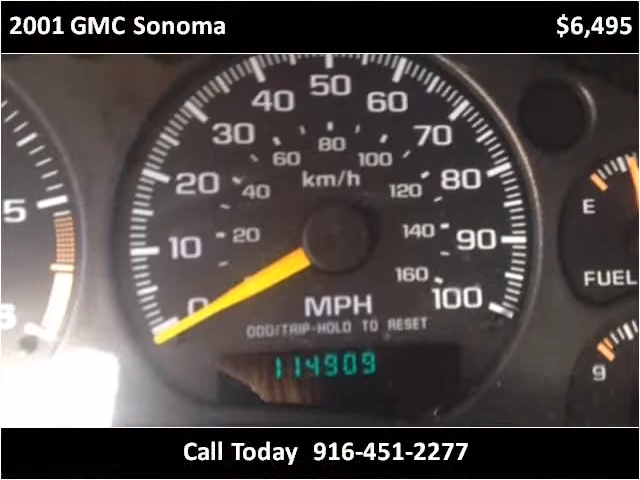 2001 GMC Sonoma $6,495
50
40 60
30 80 70
60 100
km/h
20 40 120 80
5 E
10 20 140 90
160 FUEL
0 MPH 100
ODO/TRIP-HOLD TO RESET
114909
9
Call Today 916-451-2277